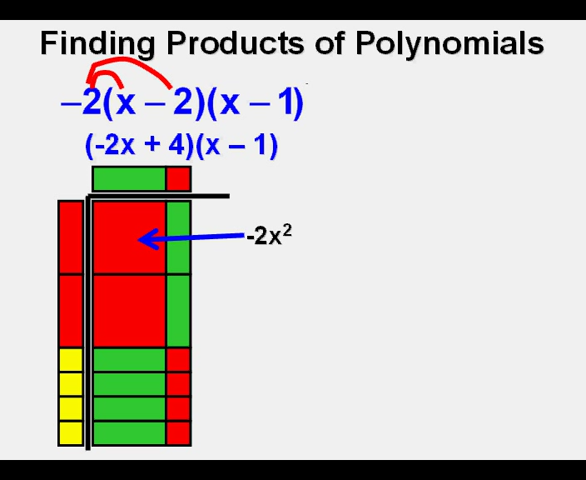 Finding Products of Polynomials
–2(x – 2)(x – 1)
(-2x + 4)(x – 1)
-2x²